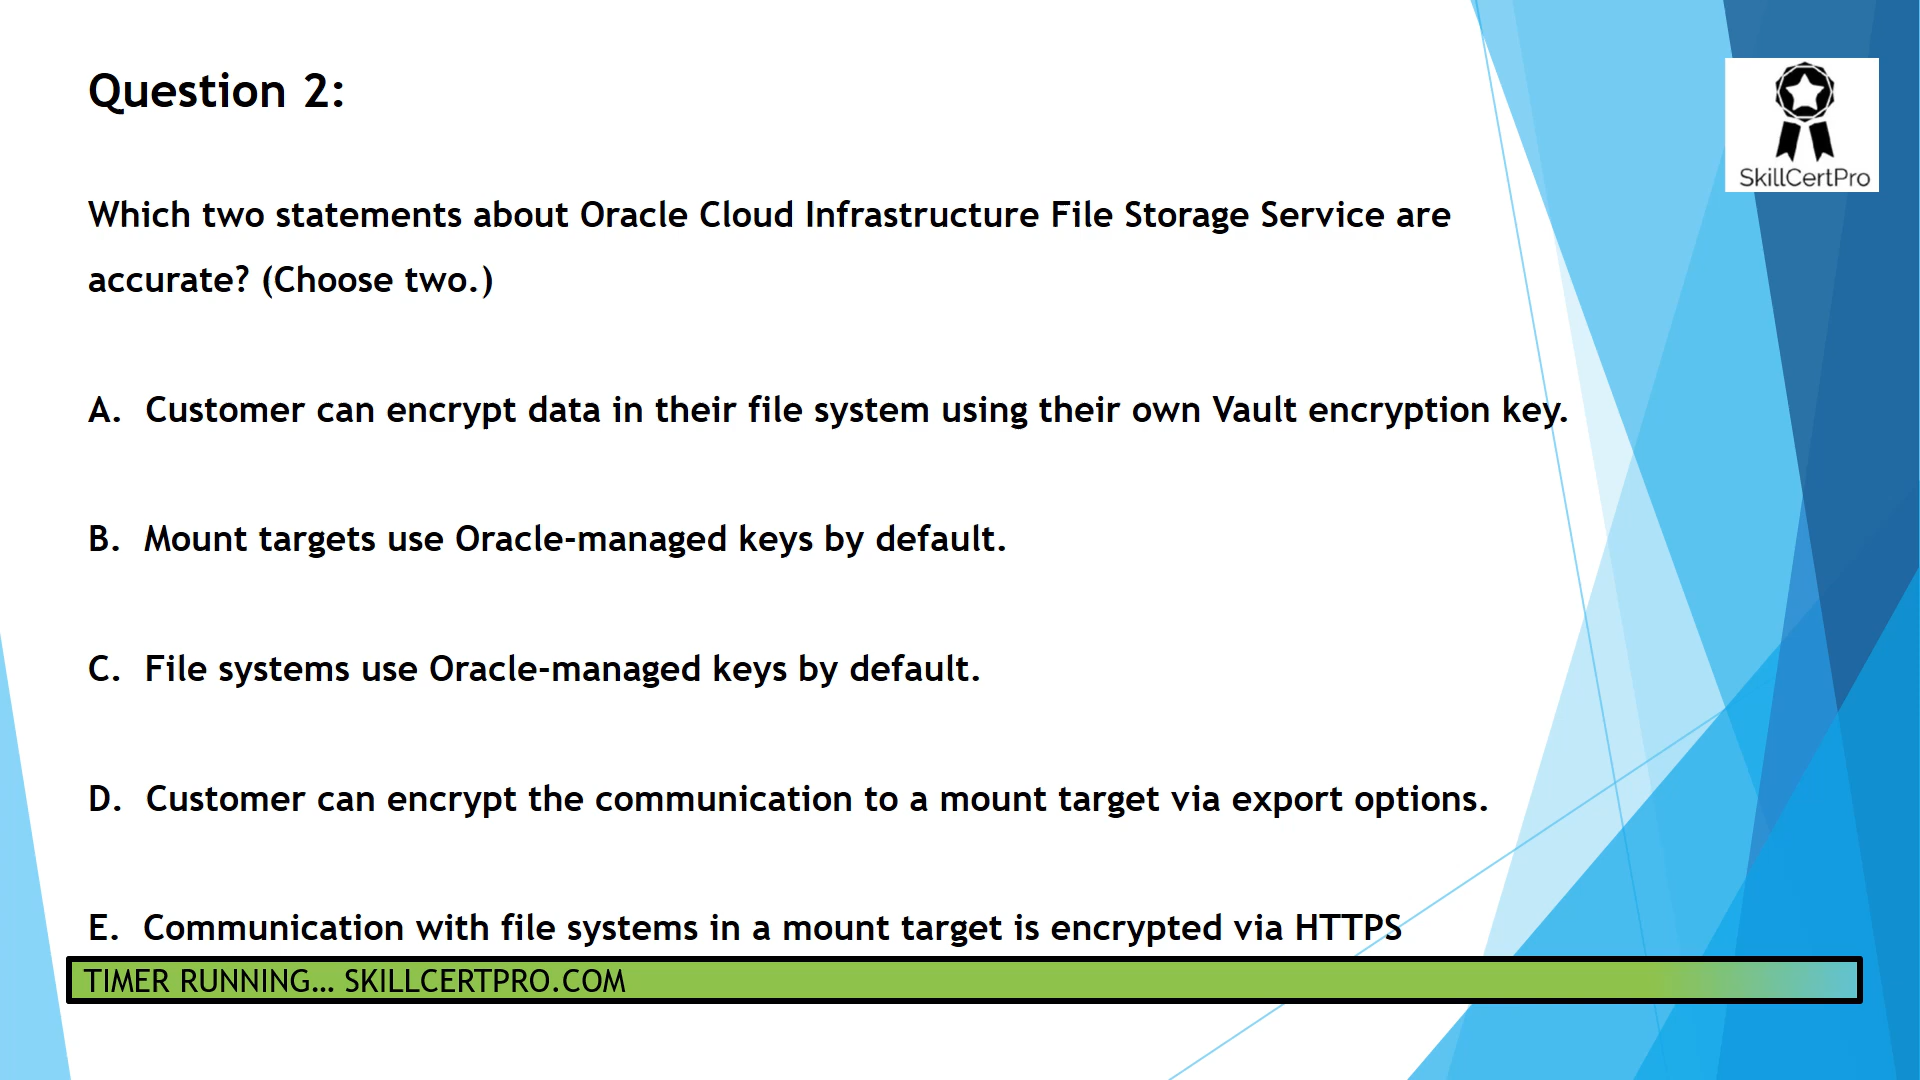 Question 2:
SkillCertPro
Which two statements about Oracle Cloud Infrastructure File Storage Service are
accurate? (Choose two.)
A. Customer can encrypt data in their file system using their own Vault encryption key.
B. Mount targets use Oracle-managed keys by default.
C. File systems use Oracle-managed keys by default.
D. Customer can encrypt the communication to a mount target via export options.
E. Communication with file systems in a mount target is encrypted via HTTPS
TIMER RUNNING... SKILLCERTPRO.COM